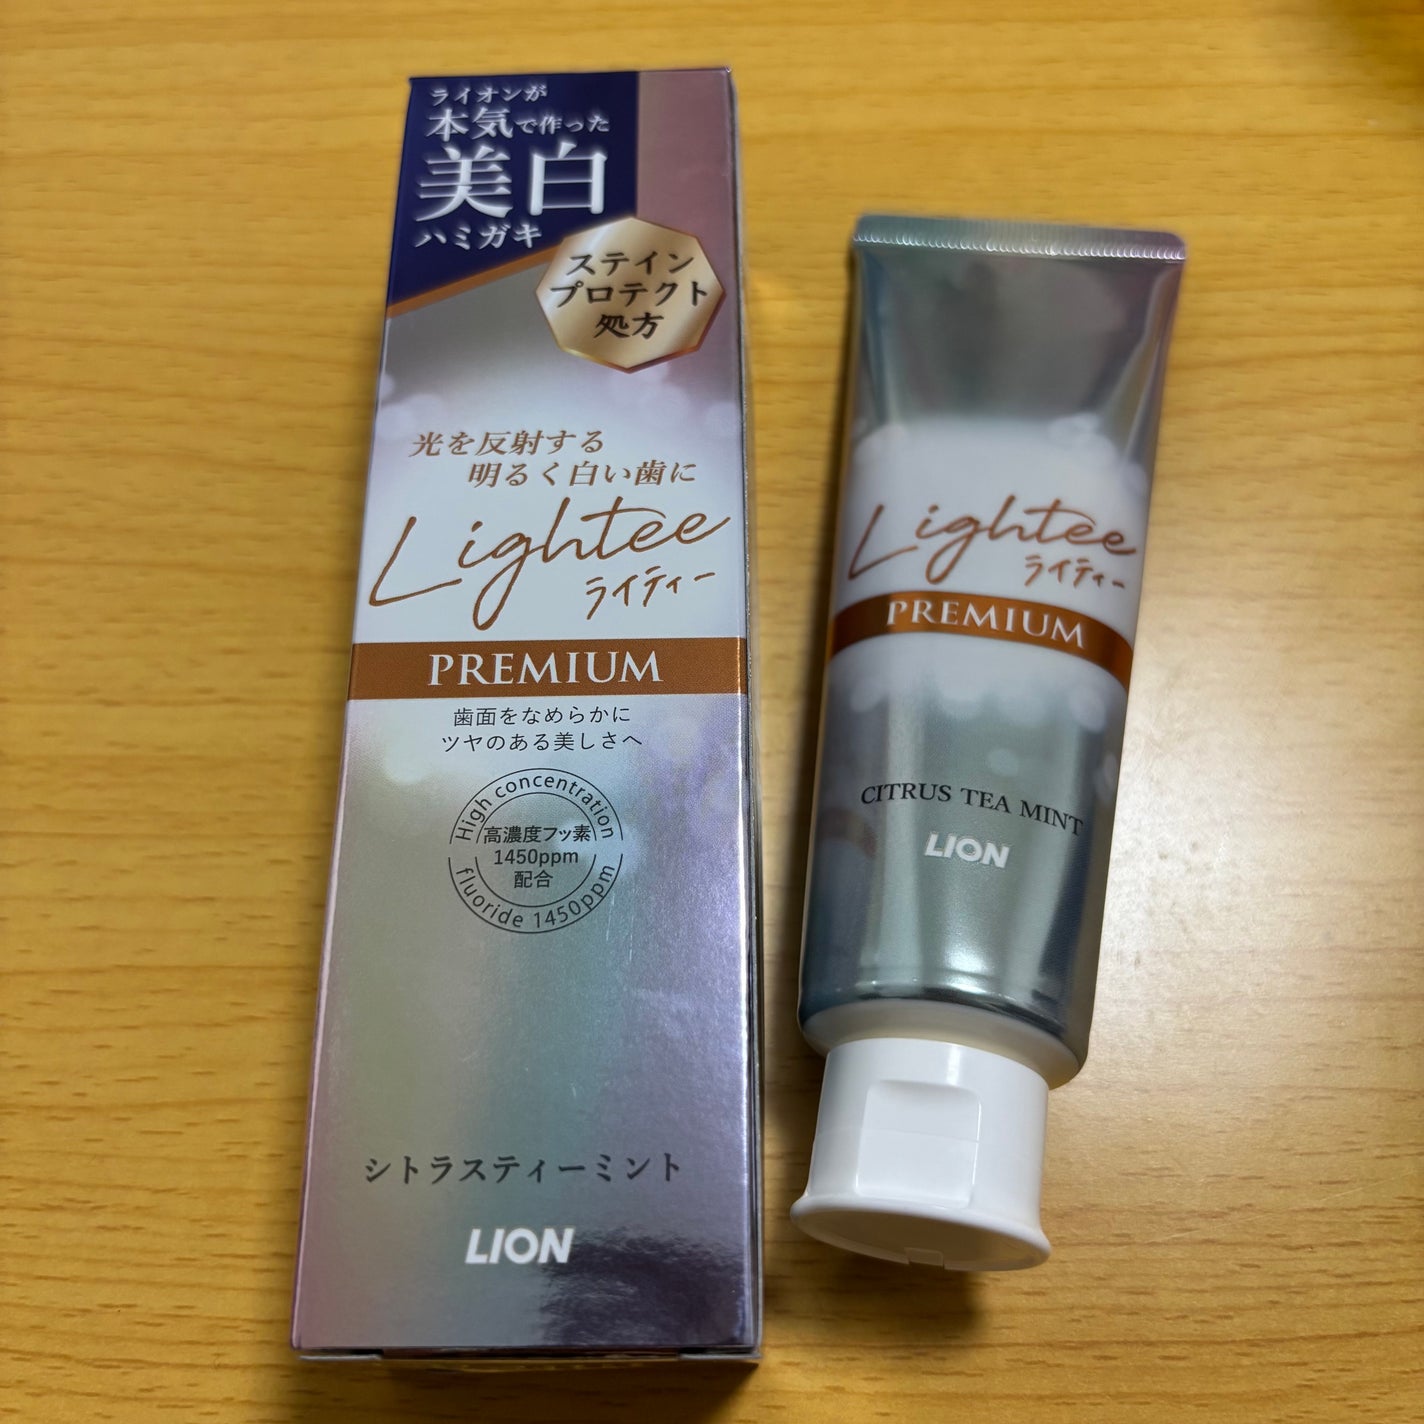 ライオンが
本気で作った
美白
ハミガキ
ステイン
プロテクト
処方
光を反射する
明るく白い歯に
Lightee
ライティー
PREMIUM
歯面をなめらかに
ツヤのある美しさへ
High concentration
高濃度フッ素
1450ppm
配合
fluoride 1450ppm
シトラスティーミント
LION
Lightee
ライティー
PREMIUM
CITRUS TEA MINT
LION